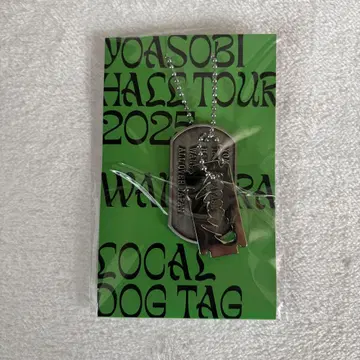 YOASOBI
HALL TOUR
2025
LOCAL
DOG TAG